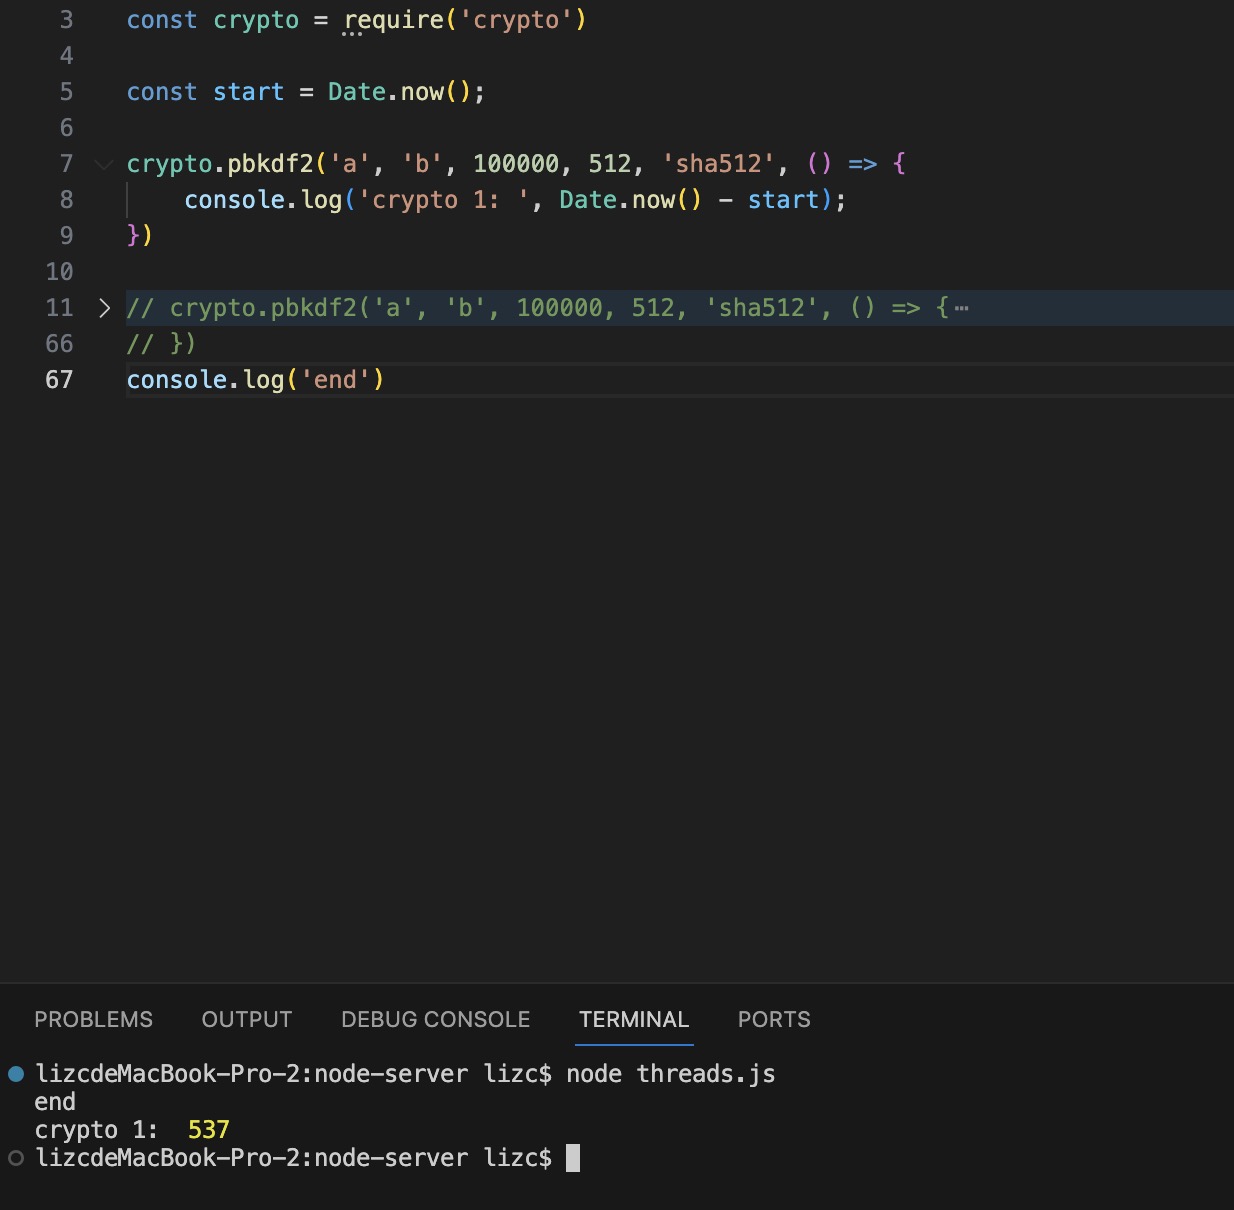 3 const crypto = require('crypto')
4
5 const start = Date.now();
6
7 crypto.pbkdf2('a', 'b', 100000, 512, 'sha512', () => {
8     console.log('crypto 1: ', Date.now() - start);
9 })
10
11 // crypto.pbkdf2('a', 'b', 100000, 512, 'sha512', () => {⋯
66 // })
67 console.log('end')
PROBLEMS OUTPUT DEBUG CONSOLE TERMINAL PORTS
lizcdeMacBook-Pro-2:node-server lizc$ node threads.js
end
crypto 1:  537
lizcdeMacBook-Pro-2:node-server lizc$